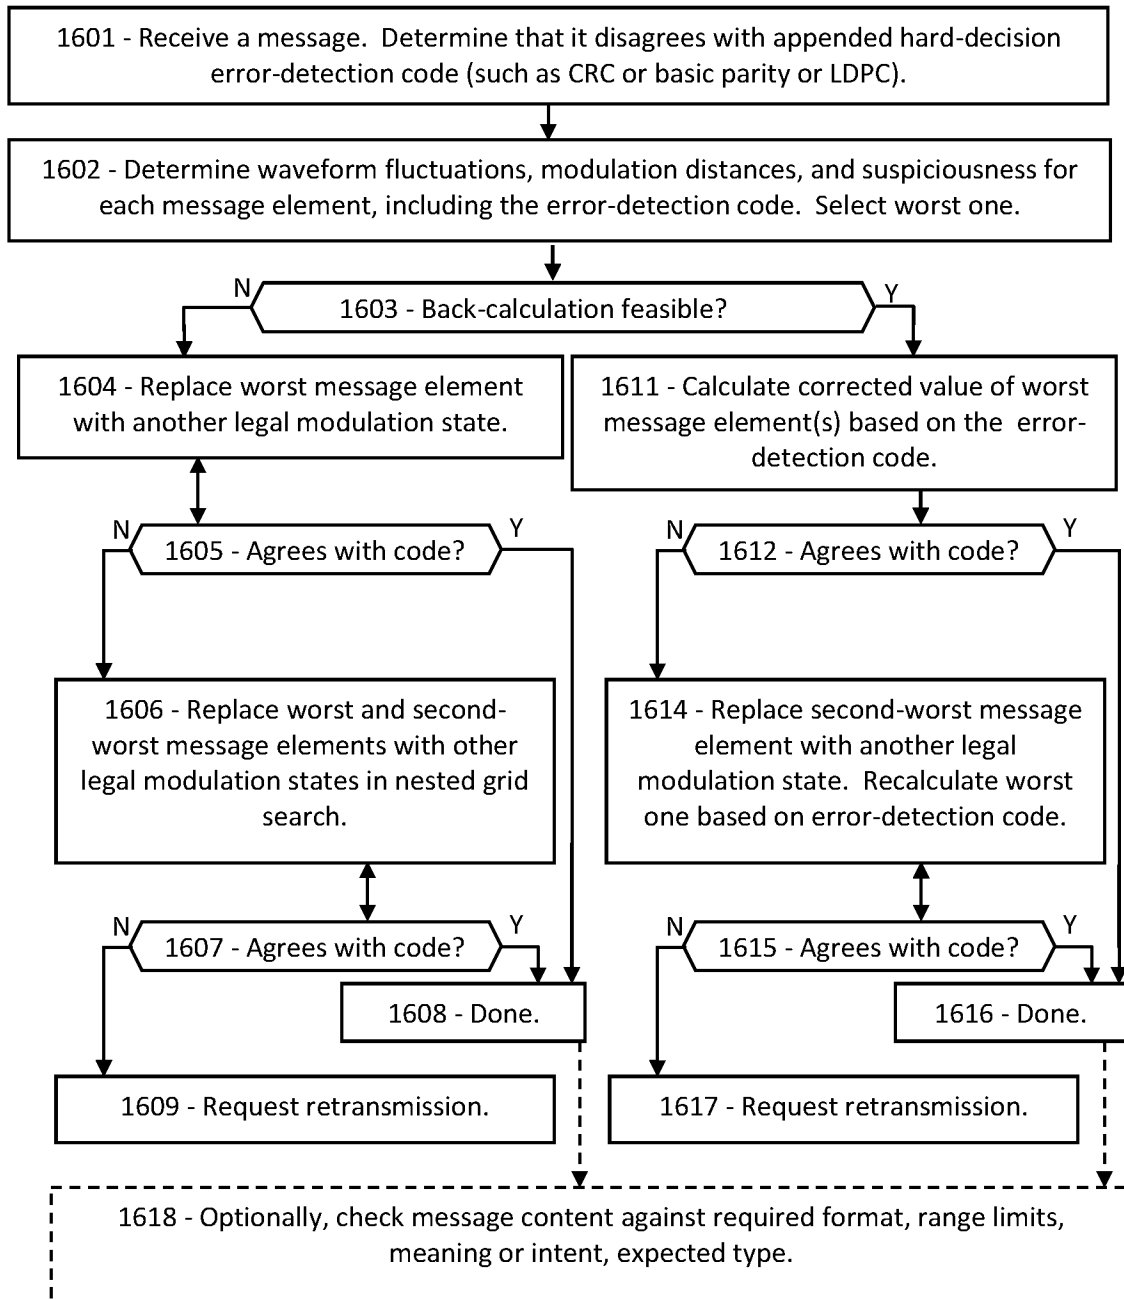 1601 - Receive a message.  Determine that it disagrees with appended hard-decision
error-detection code (such as CRC or basic parity or LDPC).
1602 - Determine waveform fluctuations, modulation distances, and suspiciousness for
each message element, including the error-detection code.  Select worst one.
N
1603 - Back-calculation feasible?
Y
1604 - Replace worst message element
with another legal modulation state.
1611 - Calculate corrected value of worst
message element(s) based on the  error-
detection code.
N
1605 - Agrees with code?
Y
N
1612 - Agrees with code?
Y
1606 - Replace worst and second-
worst message elements with other
legal modulation states in nested grid
search.
1614 - Replace second-worst message
element with another legal
modulation state.  Recalculate worst
one based on error-detection code.
N
1607 - Agrees with code?
Y
N
1615 - Agrees with code?
Y
1608 - Done.
1616 - Done.
1609 - Request retransmission.
1617 - Request retransmission.
1618 - Optionally, check message content against required format, range limits,
meaning or intent, expected type.